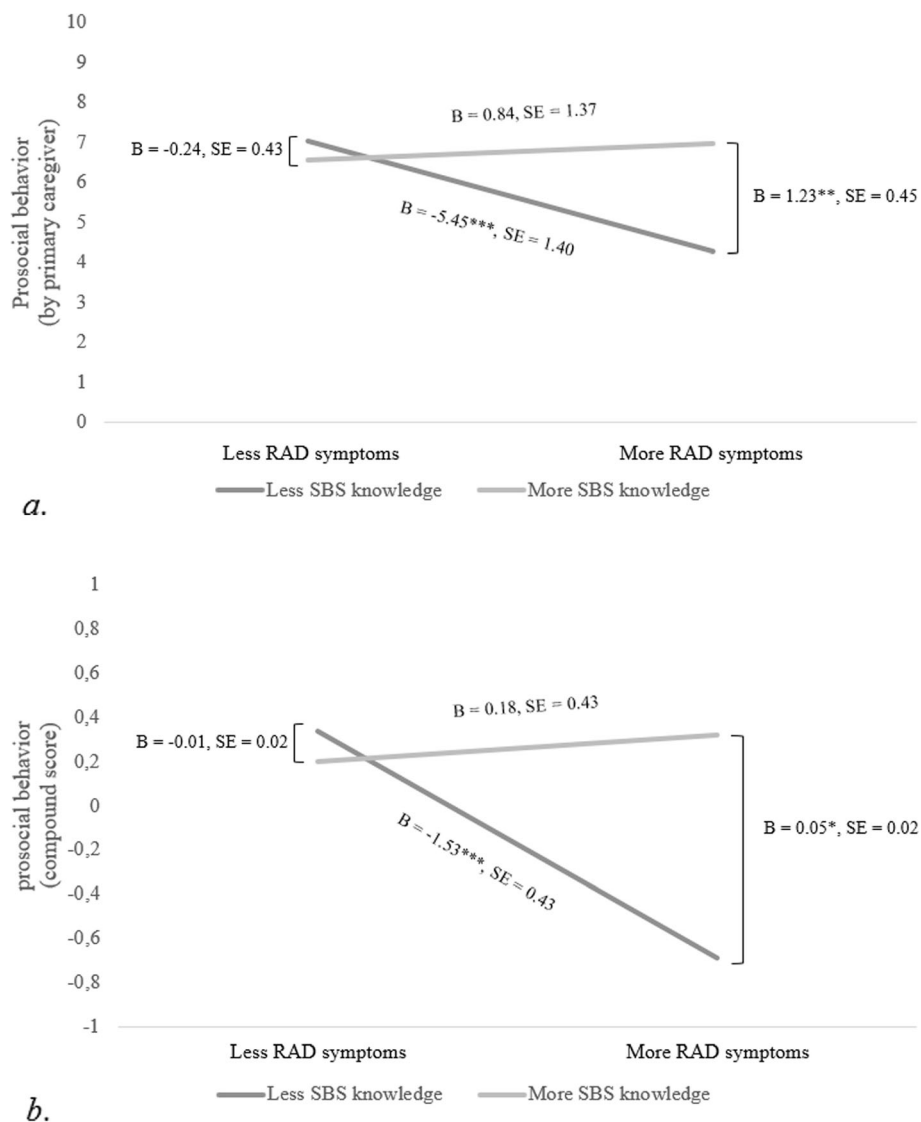 10
9
8
7
6
5
4
3
2
1
0
Prosocial behavior
(by primary caregiver)
B = 0.84, SE = 1.37
B = -0.24, SE = 0.43
B = 1.23**, SE = 0.45
B = -5.45***, SE = 1.40
Less RAD symptoms
More RAD symptoms
Less SBS knowledge
More SBS knowledge
a.
1
0,8
0,6
0,4
0,2
0
-0,2
-0,4
-0,6
-0,8
-1
prosocial behavior
(compound score)
B = 0.18, SE = 0.43
B = -0.01, SE = 0.02
B = 0.05*, SE = 0.02
B = -1.53***, SE = 0.43
Less RAD symptoms
More RAD symptoms
Less SBS knowledge
More SBS knowledge
b.